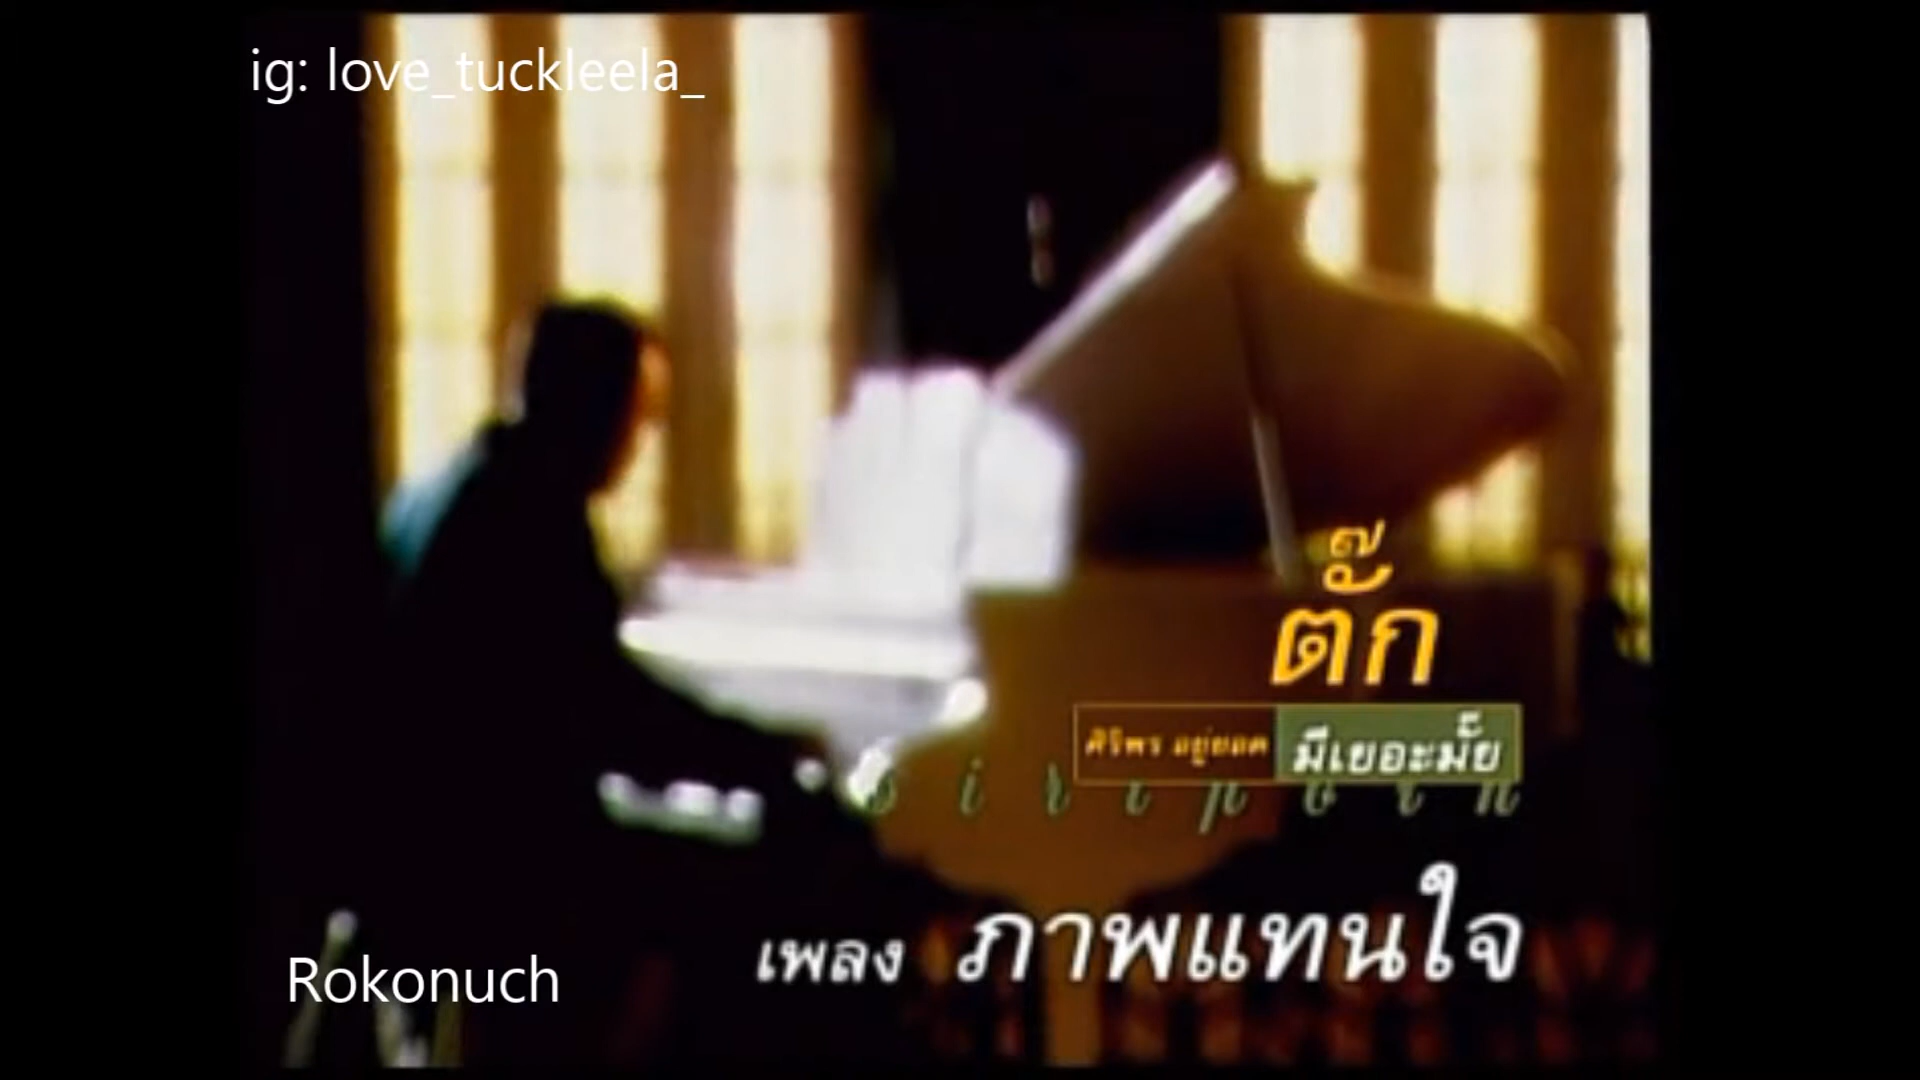 ig: love_tuckleela_
ตั๊ก
ศิริพร อยู่ยอด มีเยอะมั้ย
siriporn
เพลง ภาพแทนใจ
Rokonuch